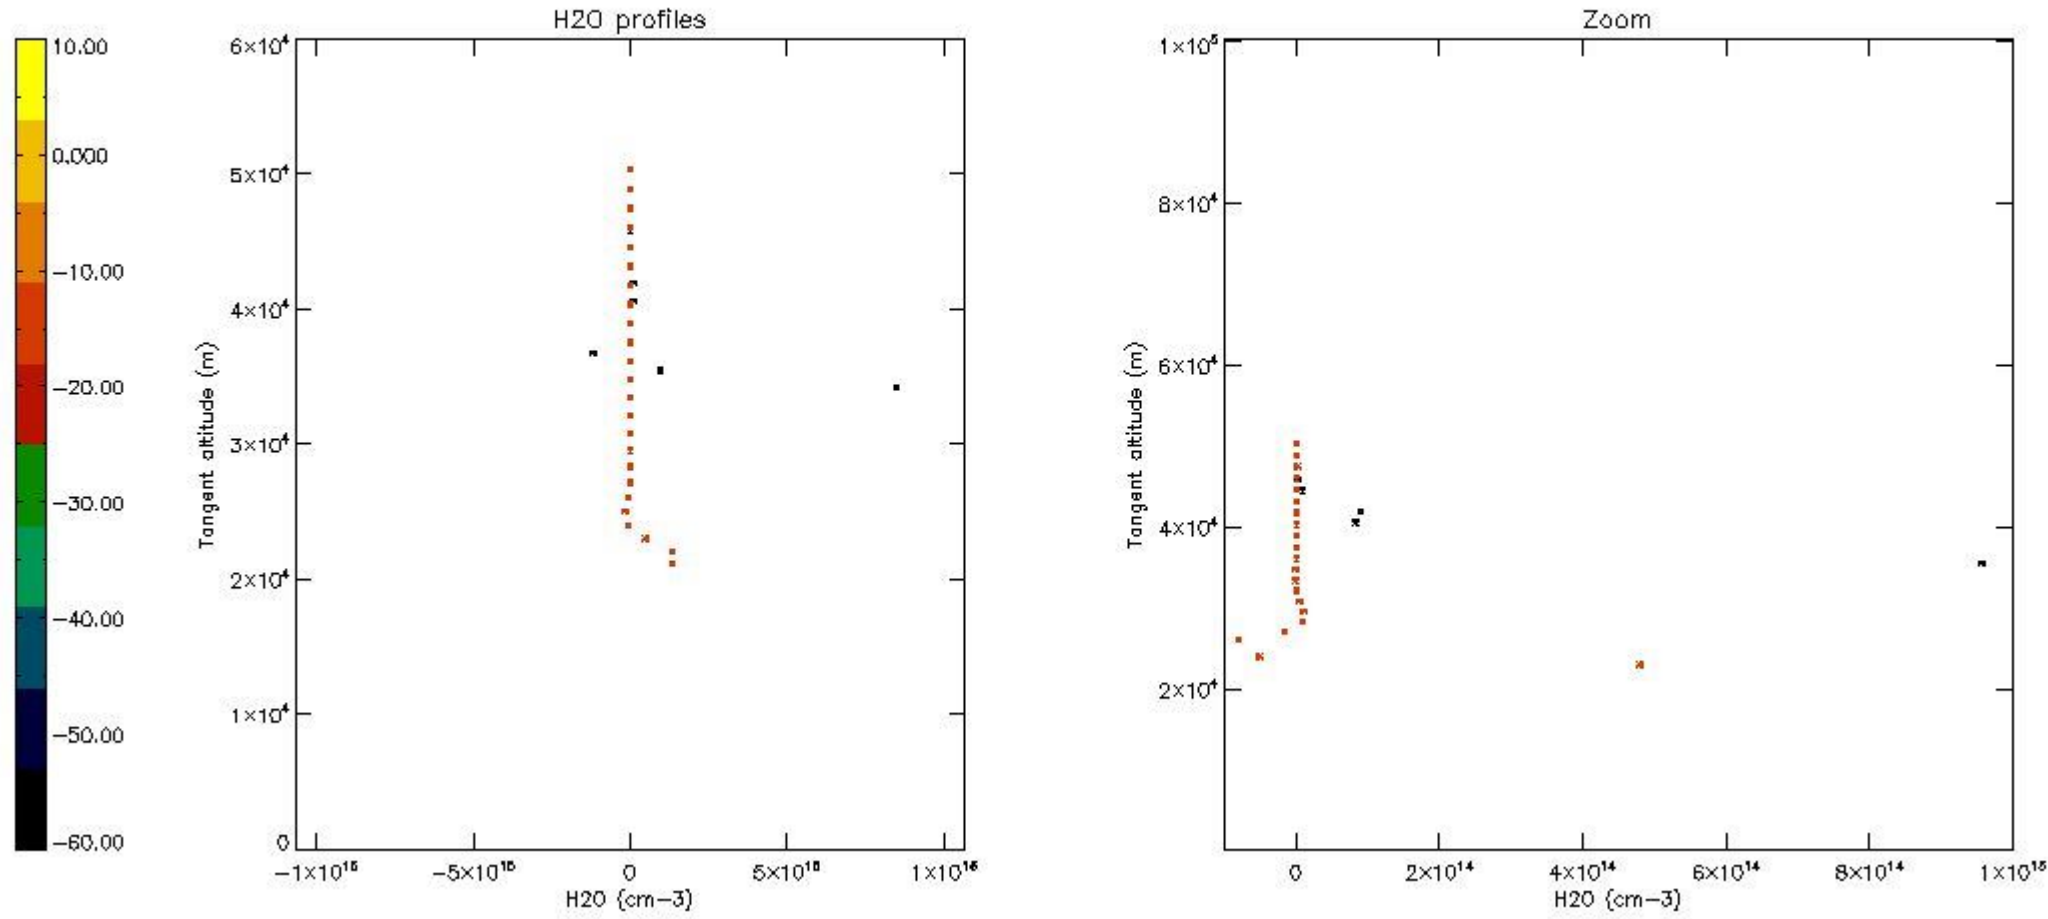 H2O profiles
10.00
0.000
−10.00
−20.00
−30.00
−40.00
−50.00
−60.00
6×10⁴
5×10⁴
4×10⁴
3×10⁴
2×10⁴
1×10⁴
0
Tangent altitude (m)
−1×10¹⁶ −5×10¹⁵ 0 5×10¹⁵ 1×10¹⁶
H2O {cm−3}
Zoom
1×10⁵
8×10⁴
6×10⁴
4×10⁴
2×10⁴
Tangent altitude (m)
0 2×10¹⁴ 4×10¹⁴ 6×10¹⁴ 8×10¹⁴ 1×10¹⁵
H2O {cm−3}